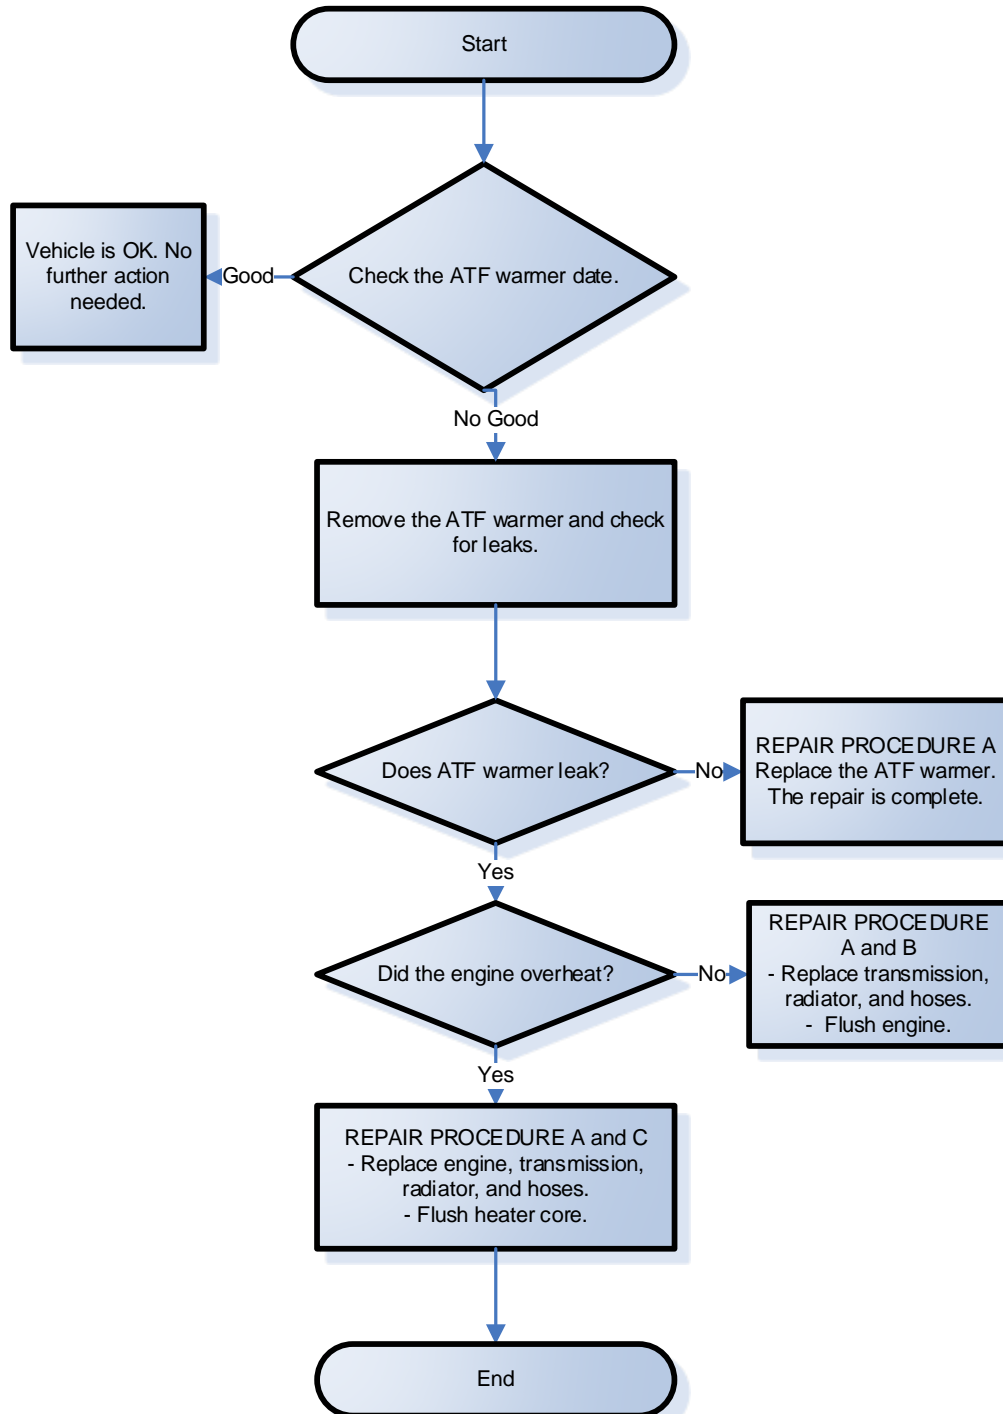 Start
Check the ATF warmer date.
Good
Vehicle is OK. No
further action
needed.
No Good
Remove the ATF warmer and check
for leaks.
Does ATF warmer leak?
No
REPAIR PROCEDURE A
Replace the ATF warmer.
The repair is complete.
Yes
Did the engine overheat?
No
REPAIR PROCEDURE
A and B
- Replace transmission,
radiator, and hoses.
- Flush engine.
Yes
REPAIR PROCEDURE A and C
- Replace engine, transmission,
radiator, and hoses.
- Flush heater core.
End